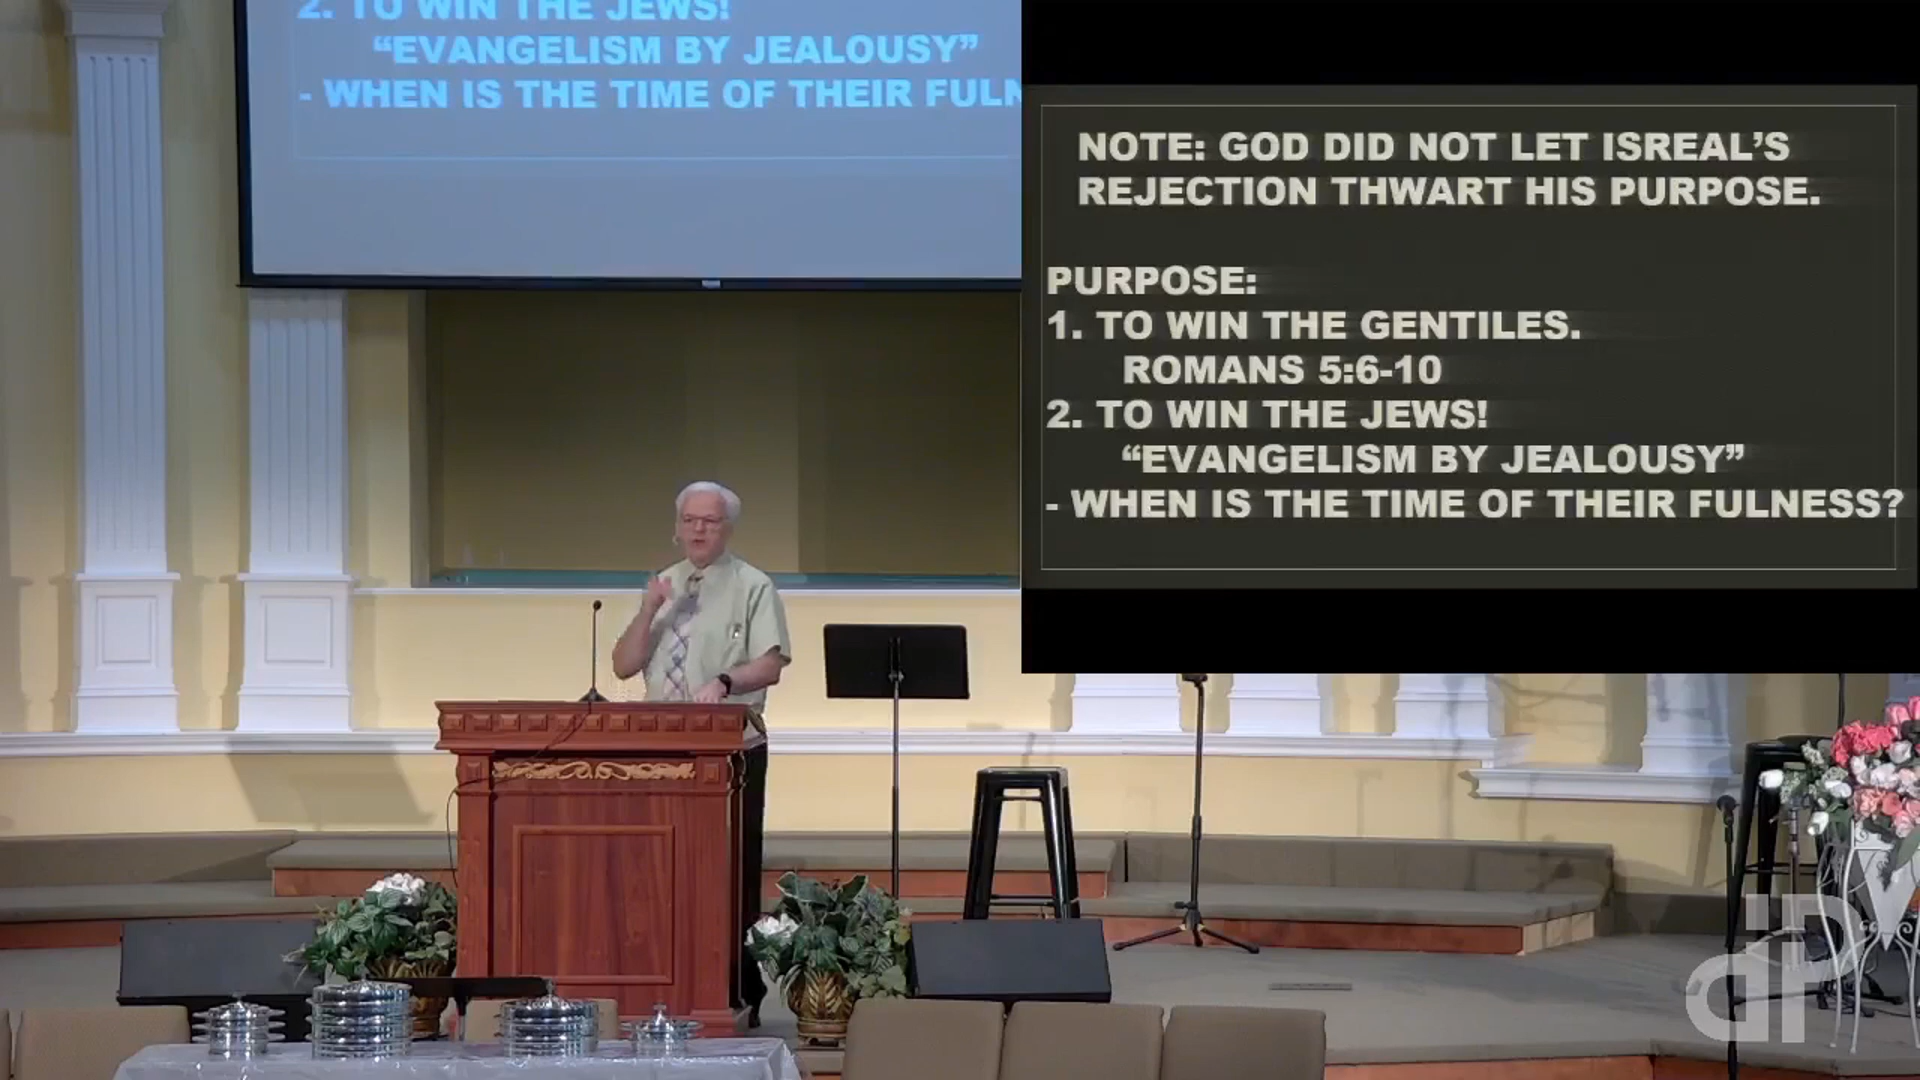 2. TO WIN THE JEWS!
“EVANGELISM BY JEALOUSY”
- WHEN IS THE TIME OF THEIR FULN
NOTE: GOD DID NOT LET ISREAL’S
REJECTION THWART HIS PURPOSE.
PURPOSE:
1. TO WIN THE GENTILES.
ROMANS 5:6-10
2. TO WIN THE JEWS!
“EVANGELISM BY JEALOUSY”
- WHEN IS THE TIME OF THEIR FULNESS?